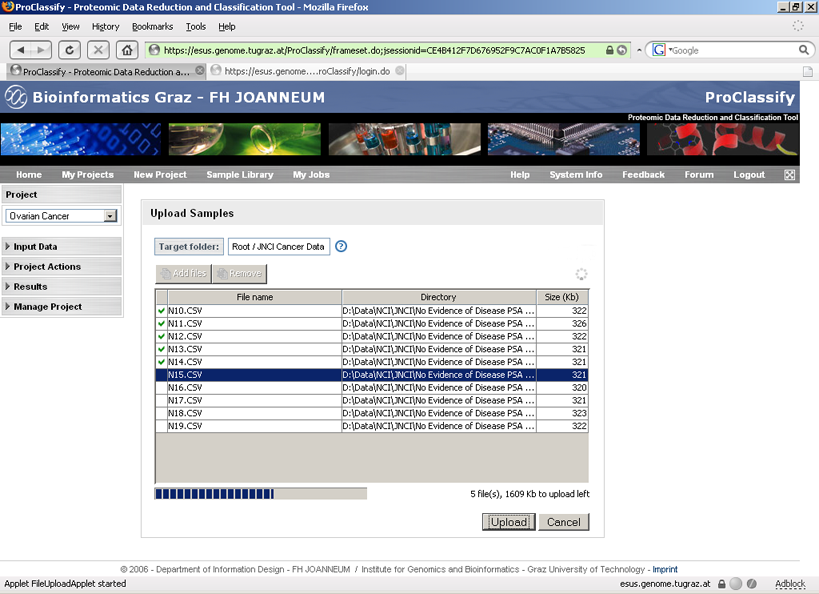 ProClassify - Proteomic Data Reduction and Classification Tool - Mozilla Firefox
File Edit View History Bookmarks Tools Help
https://esus.genome.tugraz.at/ProClassify/frameset.do;jsessionid=CE4B412F7D676952F9C7AC0F1A7B5825
Google
ProClassify - Proteomic Data Reduction a...
https://esus.genome....roClassify/login.do
Bioinformatics Graz - FH JOANNEUM
ProClassify
Proteomic Data Reduction and Classification Tool
Home My Projects New Project Sample Library My Jobs Help System Info Feedback Forum Logout
Project
Ovarian Cancer
Input Data
Project Actions
Results
Manage Project
Upload Samples
Target folder: Root / JNCI Cancer Data
Add files Remove
File name Directory Size (Kb)
N10.CSV D:\Data\NCI\JNCI\No Evidence of Disease PSA ... 322
N11.CSV D:\Data\NCI\JNCI\No Evidence of Disease PSA ... 326
N12.CSV D:\Data\NCI\JNCI\No Evidence of Disease PSA ... 322
N13.CSV D:\Data\NCI\JNCI\No Evidence of Disease PSA ... 321
N14.CSV D:\Data\NCI\JNCI\No Evidence of Disease PSA ... 321
N15.CSV D:\Data\NCI\JNCI\No Evidence of Disease PSA ... 321
N16.CSV D:\Data\NCI\JNCI\No Evidence of Disease PSA ... 320
N17.CSV D:\Data\NCI\JNCI\No Evidence of Disease PSA ... 321
N18.CSV D:\Data\NCI\JNCI\No Evidence of Disease PSA ... 323
N19.CSV D:\Data\NCI\JNCI\No Evidence of Disease PSA ... 322
5 file(s), 1609 Kb to upload left
Upload Cancel
© 2006 - Department of Information Design - FH JOANNEUM / Institute for Genomics and Bioinformatics - Graz University of Technology - Imprint
Applet FileUploadApplet started
esus.genome.tugraz.at
Adblock